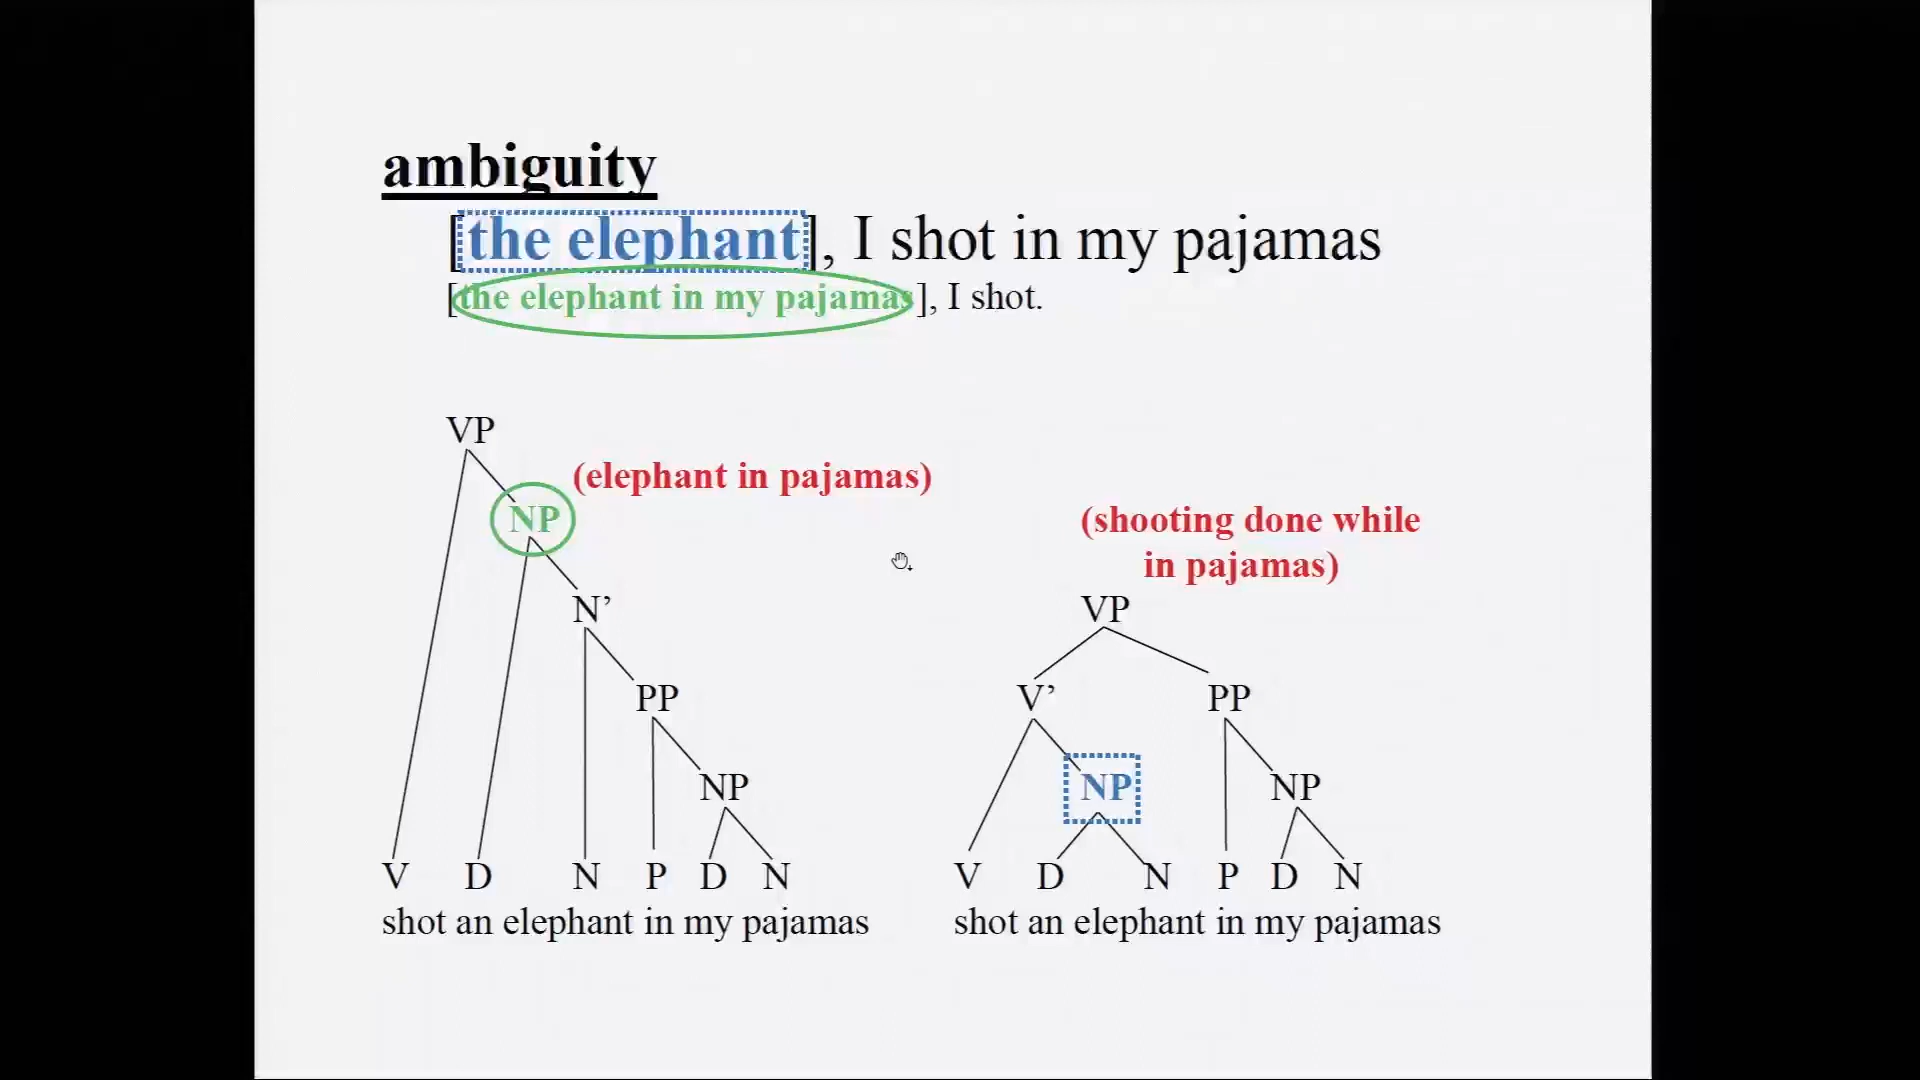 ambiguity
[the elephant], I shot in my pajamas
[the elephant in my pajamas], I shot.
VP
(elephant in pajamas)
NP
(shooting done while
in pajamas)
N’ VP
PP V’ PP
NP NP NP
V D N P D N V D N P D N
shot an elephant in my pajamas shot an elephant in my pajamas